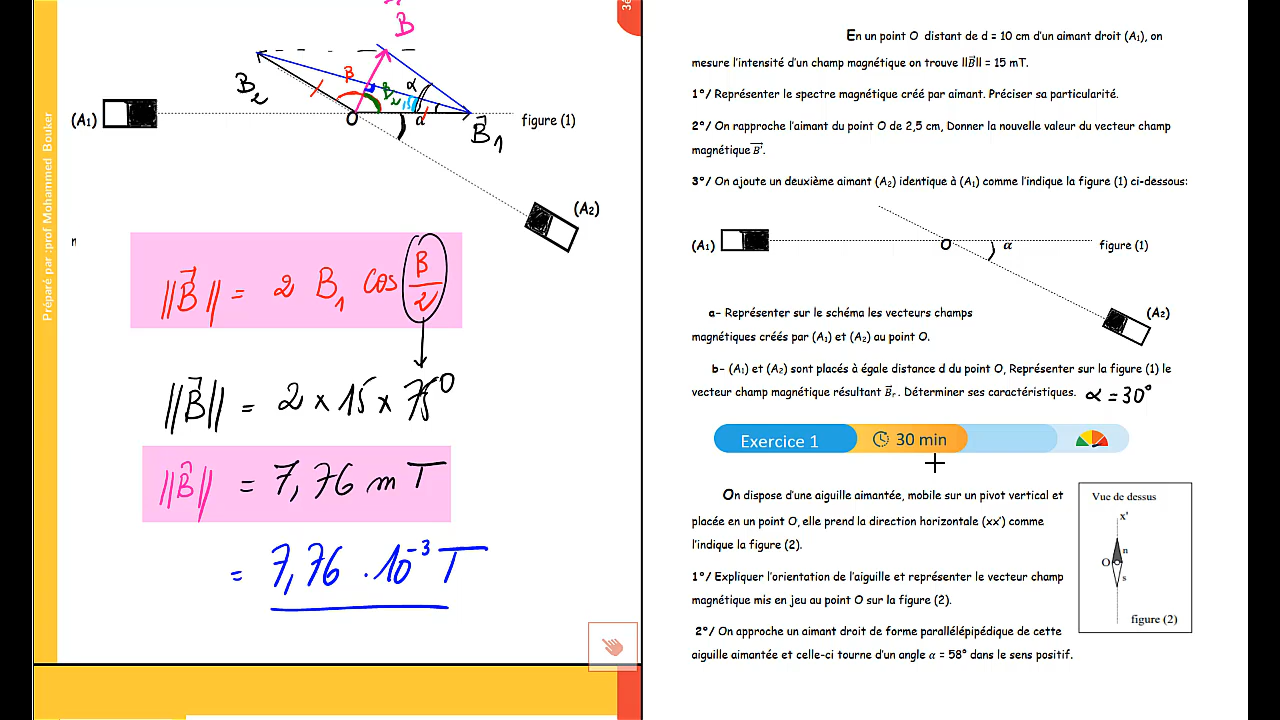 Préparé par :prof Mohammed Bouker
B
B₂
β
α
B₁
O
α
(A₁)
figure (1)
(A₂)
||B⃗|| = 2 B₁ cos β/2
||B⃗|| = 2 × 15 × 75°
||B⃗|| = 7,76 mT
= 7,76 . 10⁻³ T
En un point O distant de d = 10 cm d'un aimant droit (A₁), on
mesure l'intensité d'un champ magnétique on trouve ||B⃗|| = 15 mT.
1°/ Représenter le spectre magnétique créé par aimant. Préciser sa particularité.
2°/ On rapproche l'aimant du point O de 2,5 cm, Donner la nouvelle valeur du vecteur champ
magnétique B'⃗.
3°/ On ajoute un deuxième aimant (A₂) identique à (A₁) comme l'indique la figure (1) ci-dessous:
(A₁)
O
α
figure (1)
(A₂)
a- Représenter sur le schéma les vecteurs champs
magnétiques créés par (A₁) et (A₂) au point O.
b- (A₁) et (A₂) sont placés à égale distance d du point O, Représenter sur la figure (1) le
vecteur champ magnétique résultant B⃗ᵣ. Déterminer ses caractéristiques. α = 30°
Exercice 1
30 min
On dispose d'une aiguille aimantée, mobile sur un pivot vertical et
placée en un point O, elle prend la direction horizontale (xx') comme
l'indique la figure (2).
1°/ Expliquer l'orientation de l'aiguille et représenter le vecteur champ
magnétique mis en jeu au point O sur la figure (2).
2°/ On approche un aimant droit de forme parallélépipédique de cette
aiguille aimantée et celle-ci tourne d'un angle α = 58° dans le sens positif.
Vue de dessus
x'
n
O
s
figure (2)